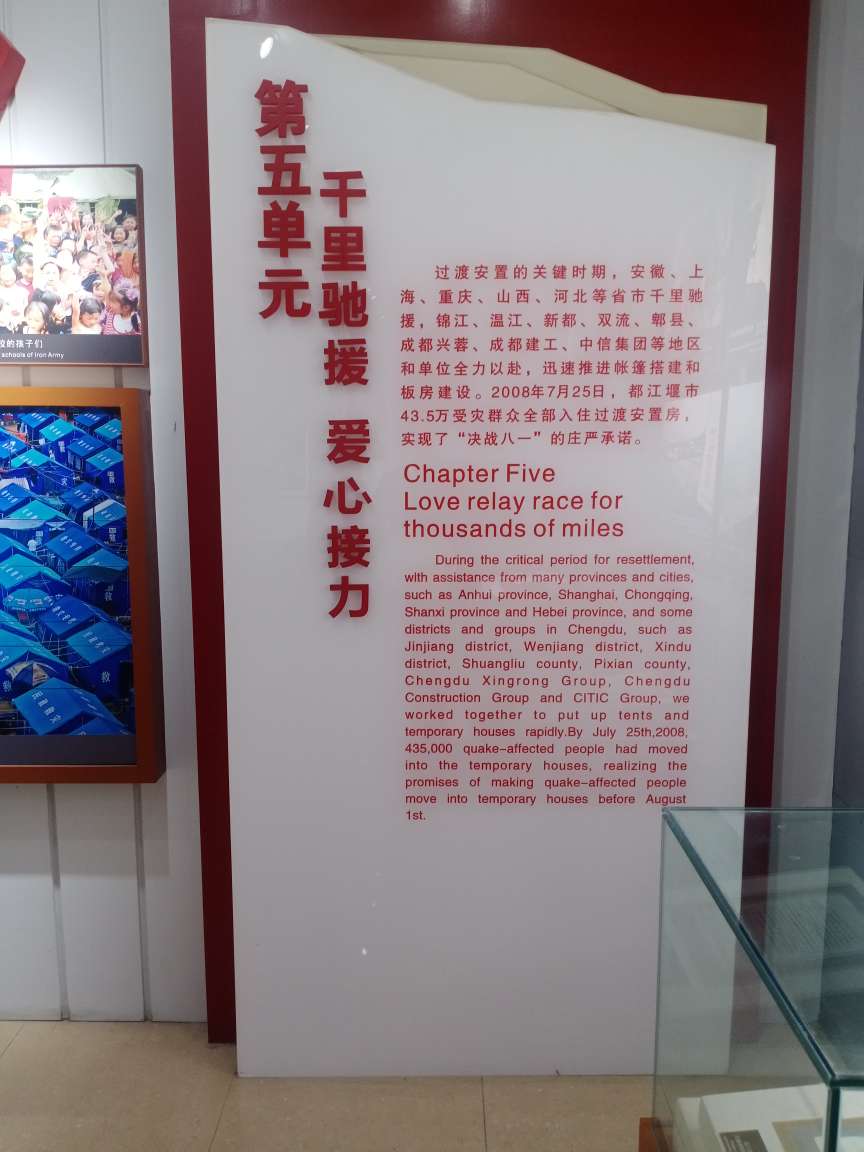 第五单元
千里驰援 爱心接力
过渡安置的关键时期，安徽、上
海、重庆、山西、河北等省市千里驰
援，锦江、温江、新都、双流、郫县、
成都兴蓉、成都建工、中信集团等地区
和单位全力以赴，迅速推进帐篷搭建和
板房建设。2008年7月25日，都江堰市
43.5万受灾群众全部入住过渡安置房，
实现了“决战八一”的庄严承诺。
Chapter Five
Love relay race for
thousands of miles
During the critical period for resettlement,
with assistance from many provinces and cities,
such as Anhui province, Shanghai, Chongqing,
Shanxi province and Hebei province, and some
districts and groups in Chengdu, such as
Jinjiang district, Wenjiang district, Xindu
district, Shuangliu county, Pixian county,
Chengdu Xingrong Group, Chengdu
Construction Group and CITIC Group, we
worked together to put up tents and
temporary houses rapidly.By July 25th,2008,
435,000 quake-affected people had moved
into the temporary houses, realizing the
promises of making quake-affected people
move into temporary houses before August
1st.
的孩子们
schools of Iron Army
救